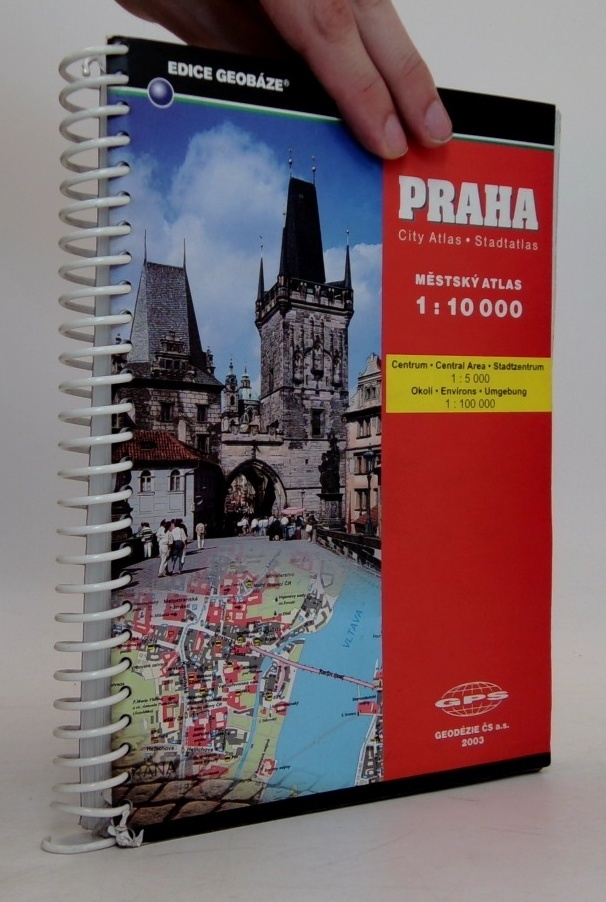 EDICE GEOBÁZE®
PRAHA
City Atlas • Stadtatlas
MĚSTSKÝ ATLAS
1 : 10 000
Centrum • Central Area • Stadtzentrum
1 : 5 000
Okolí • Environs • Umgebung
1 : 100 000
VLTAVA
GPS
GEODÉZIE ČS a.s.
2003